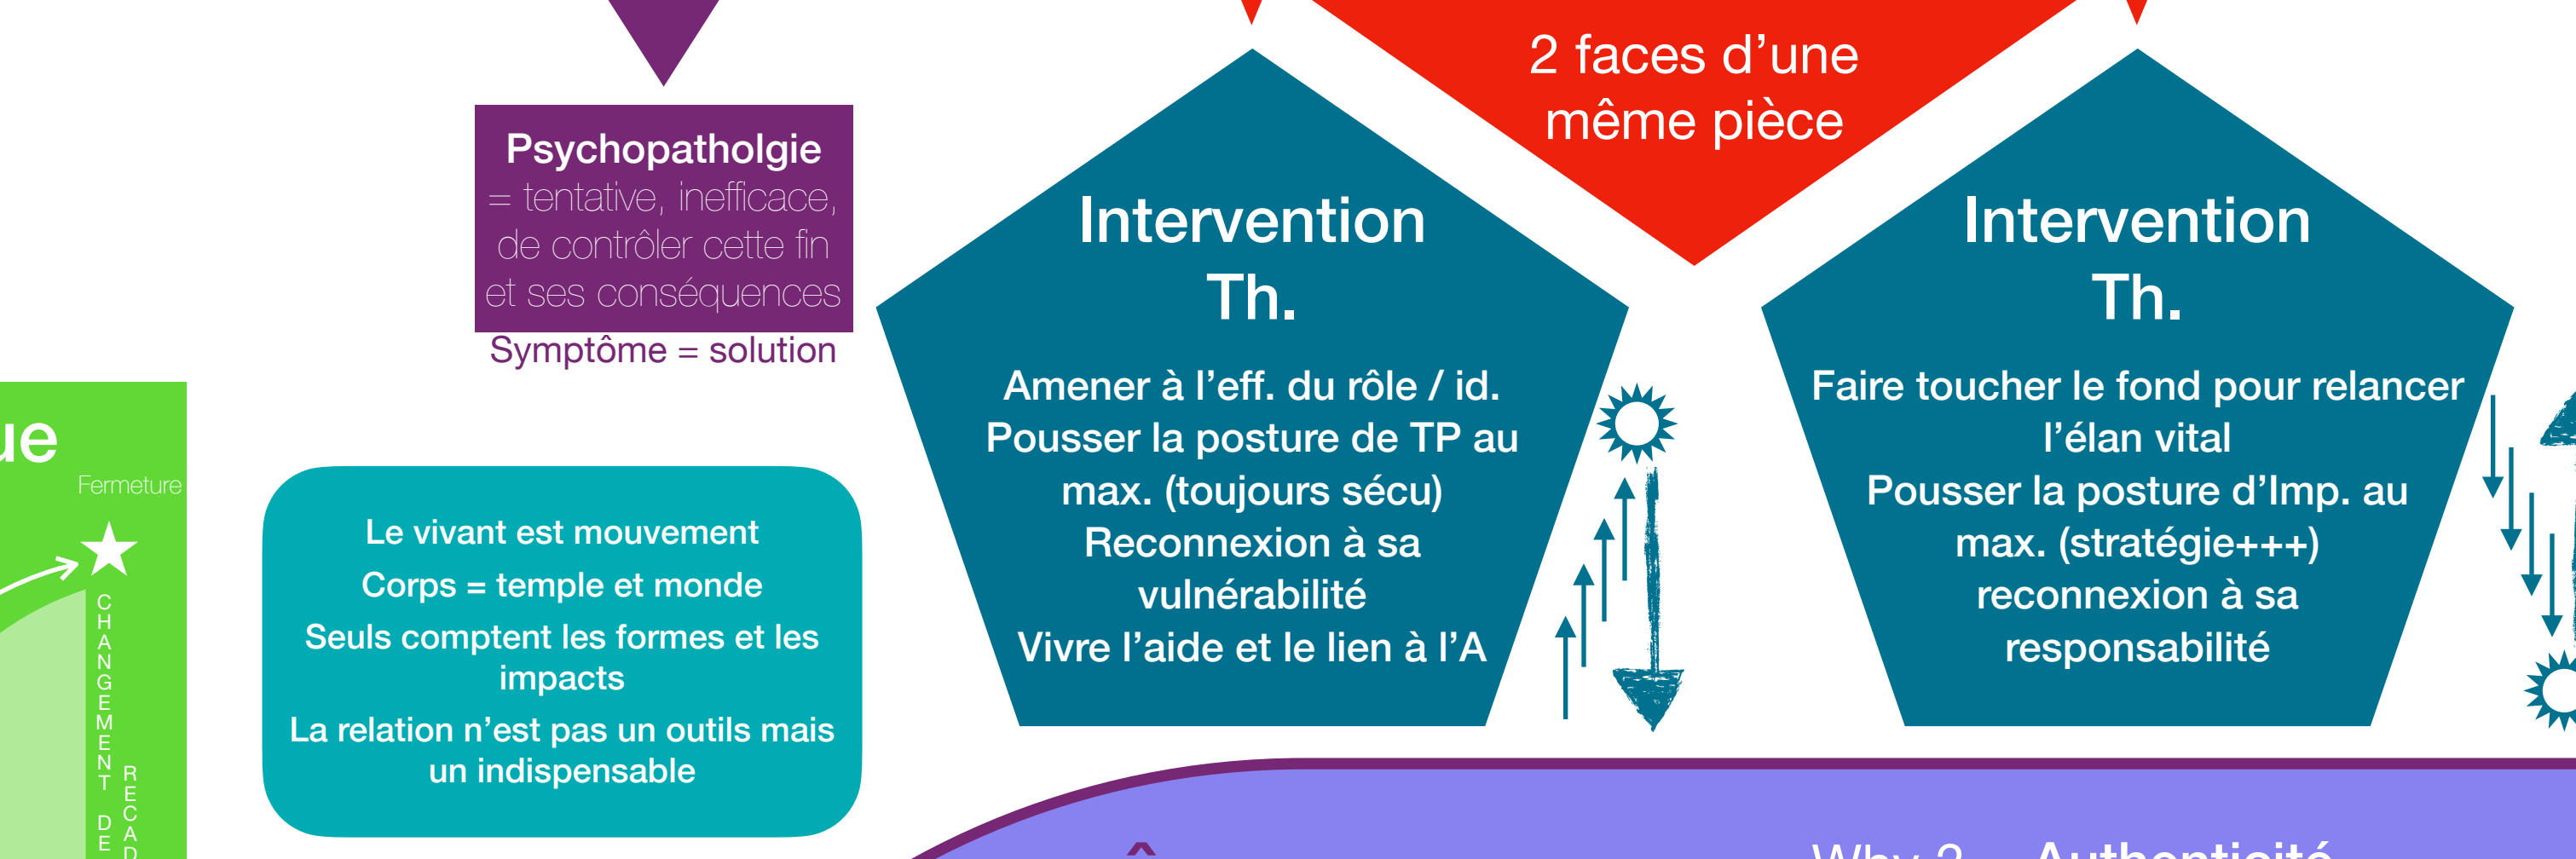 2 faces d’une
même pièce
Psychopatholgie
= tentative, inefficace,
de contrôler cette fin
et ses conséquences
Symptôme = solution
Intervention
Th.
Amener à l’eff. du rôle / id.
Pousser la posture de TP au
max. (toujours sécu)
Reconnexion à sa
vulnérabilité
Vivre l’aide et le lien à l’A
Intervention
Th.
Faire toucher le fond pour relancer
l’élan vital
Pousser la posture d’Imp. au
max. (stratégie+++)
reconnexion à sa
responsabilité
ue
Fermeture
CHANGEMENT DE
RECAD
Le vivant est mouvement
Corps = temple et monde
Seuls comptent les formes et les
impacts
La relation n’est pas un outils mais
un indispensable
Why ? Authenticité